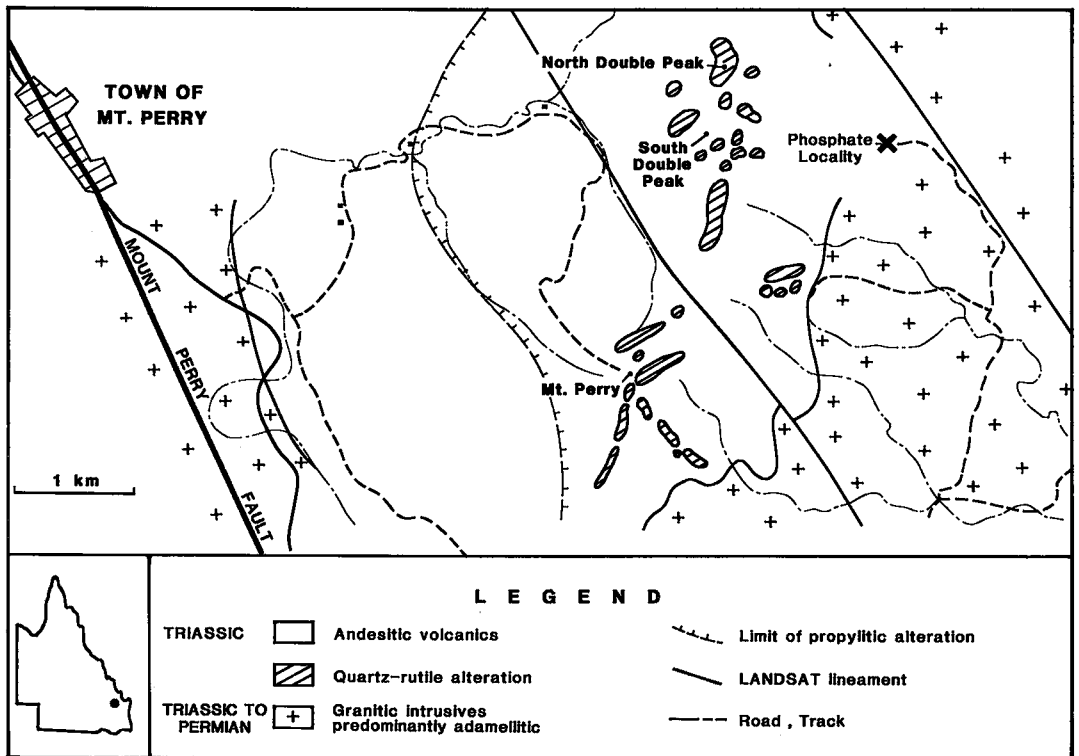 TOWN OF
MT. PERRY
North Double Peak
South
Double
Peak
Phosphate
Locality
MOUNT
PERRY
FAULT
Mt. Perry
1 km
LEGEND
TRIASSIC
Andesitic volcanics
Quartz-rutile alteration
TRIASSIC TO
PERMIAN
Granitic intrusives
predominantly adamellitic
Limit of propylitic alteration
LANDSAT lineament
Road , Track